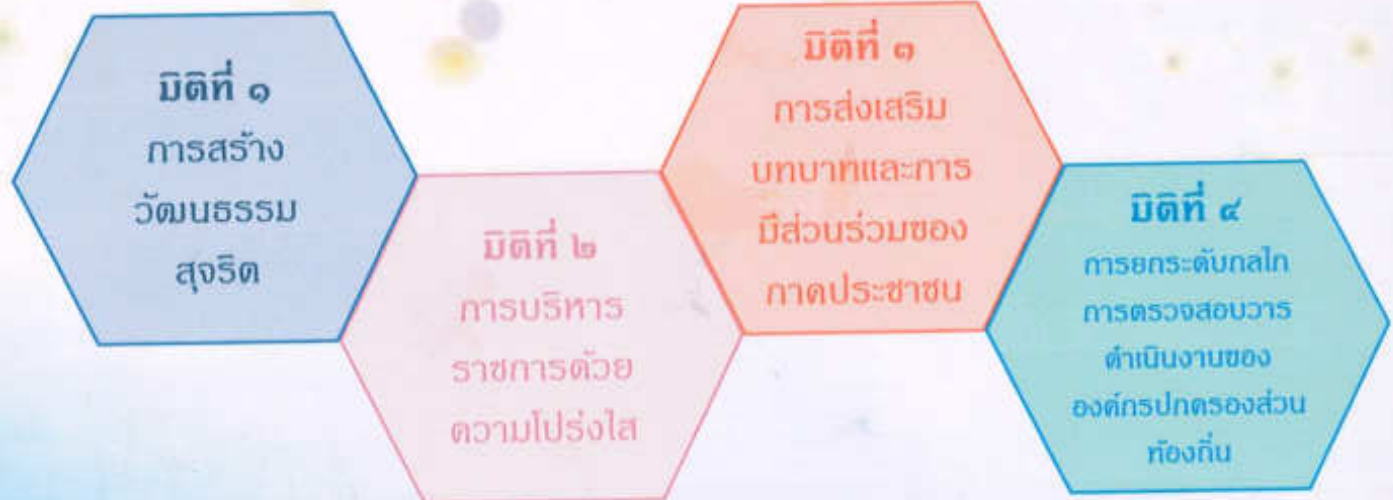 มิติที่ ๑
การสร้าง
วัฒนธรรม
สุจริต
มิติที่ ๒
การบริหาร
ราชการด้วย
ความโปร่งใส
มิติที่ ๓
การส่งเสริม
บทบาทและการ
มีส่วนร่วมของ
ภาคประชาชน
มิติที่ ๔
การยกระดับกลไก
การตรวจสอบวาร
ดำเนินงานของ
องค์กรปกครองส่วน
ท้องถิ่น